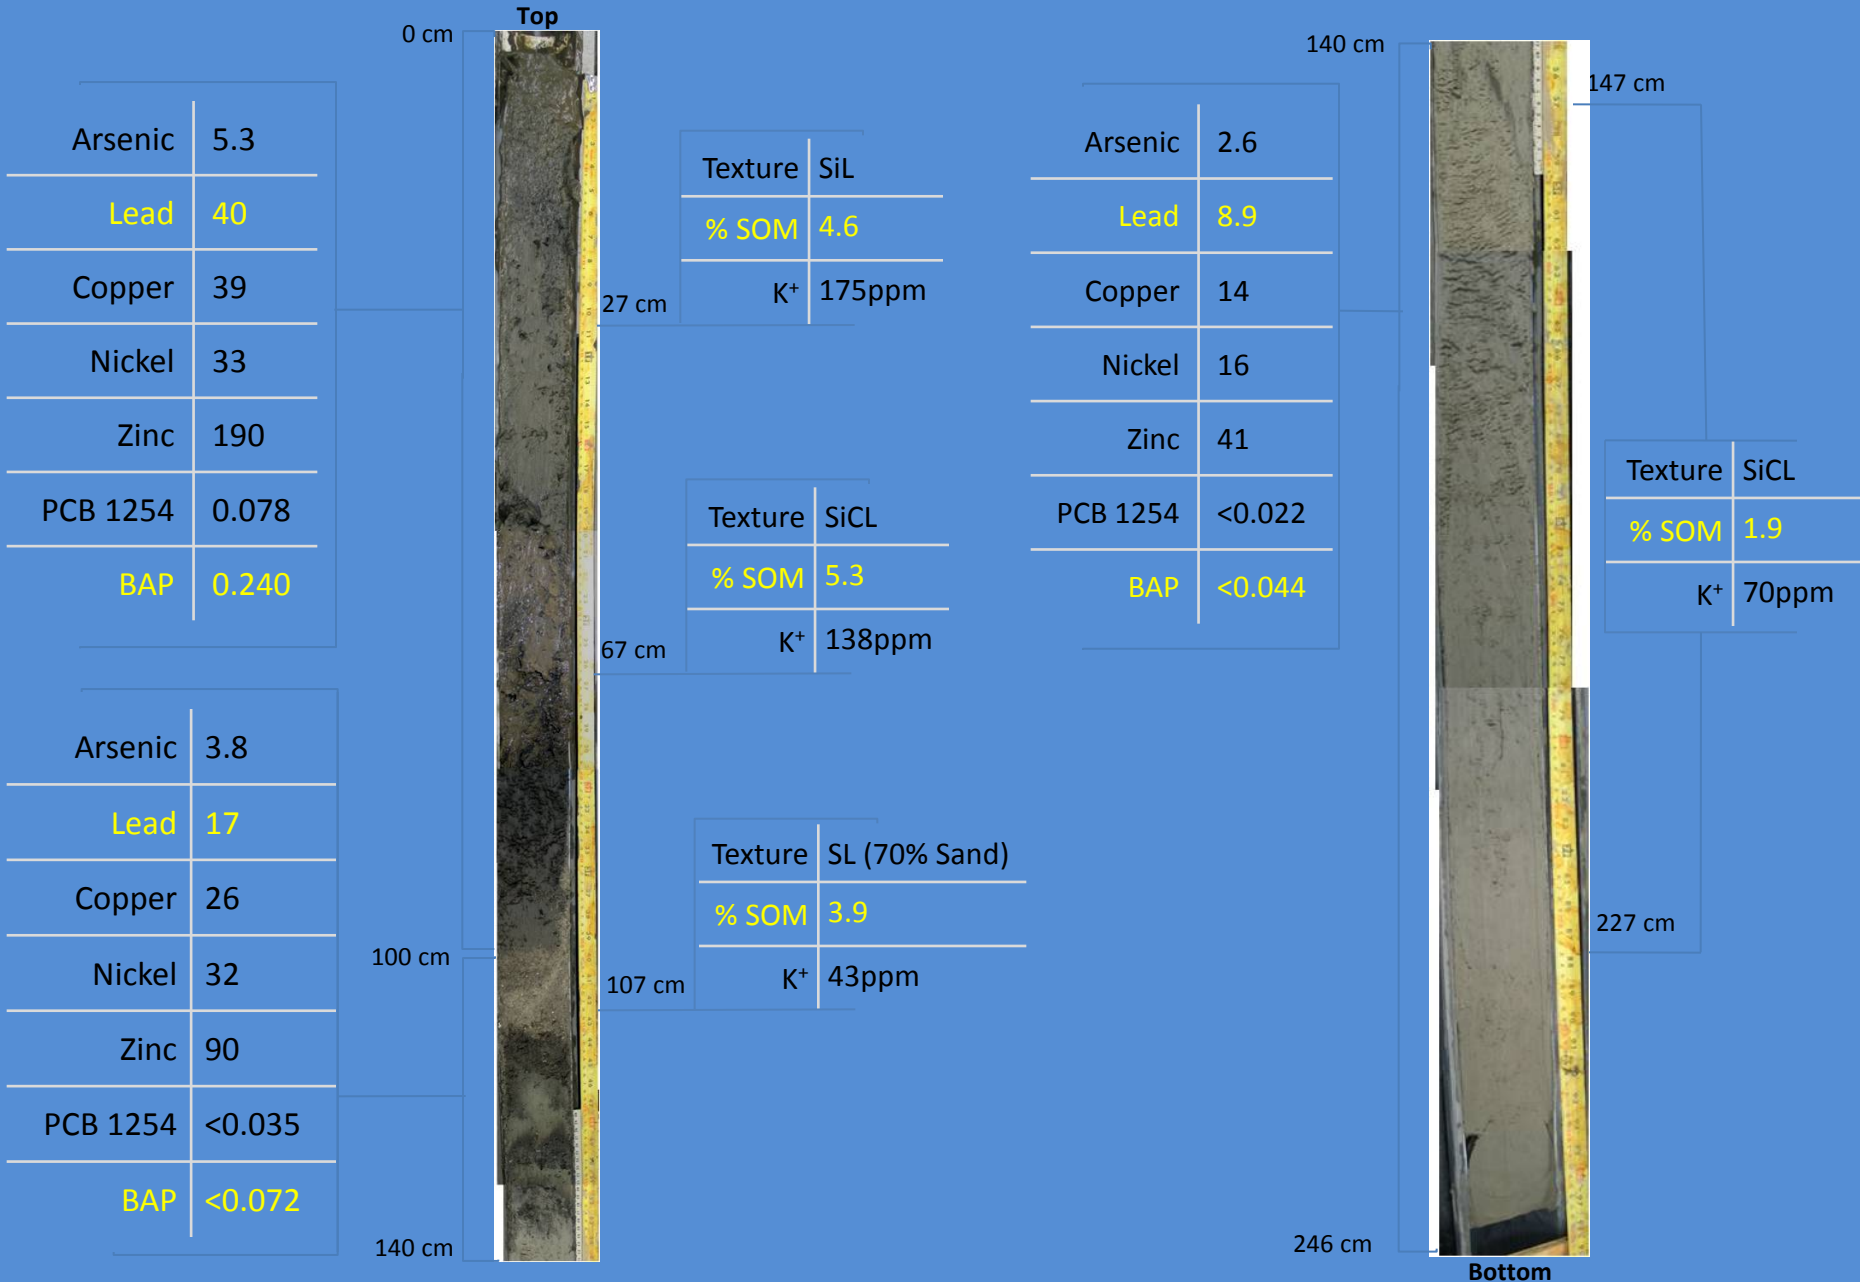 Top
0 cm
Arsenic 5.3
Lead 40
Copper 39
Nickel 33
Zinc 190
PCB 1254 0.078
BAP 0.240
Texture SiL
% SOM 4.6
K+ 175ppm
27 cm
Texture SiCL
% SOM 5.3
K+ 138ppm
67 cm
Arsenic 3.8
Lead 17
Copper 26
Nickel 32
Zinc 90
PCB 1254 <0.035
BAP <0.072
Texture SL (70% Sand)
% SOM 3.9
K+ 43ppm
100 cm
107 cm
140 cm
140 cm
147 cm
Arsenic 2.6
Lead 8.9
Copper 14
Nickel 16
Zinc 41
PCB 1254 <0.022
BAP <0.044
Texture SiCL
% SOM 1.9
K+ 70ppm
227 cm
246 cm
Bottom